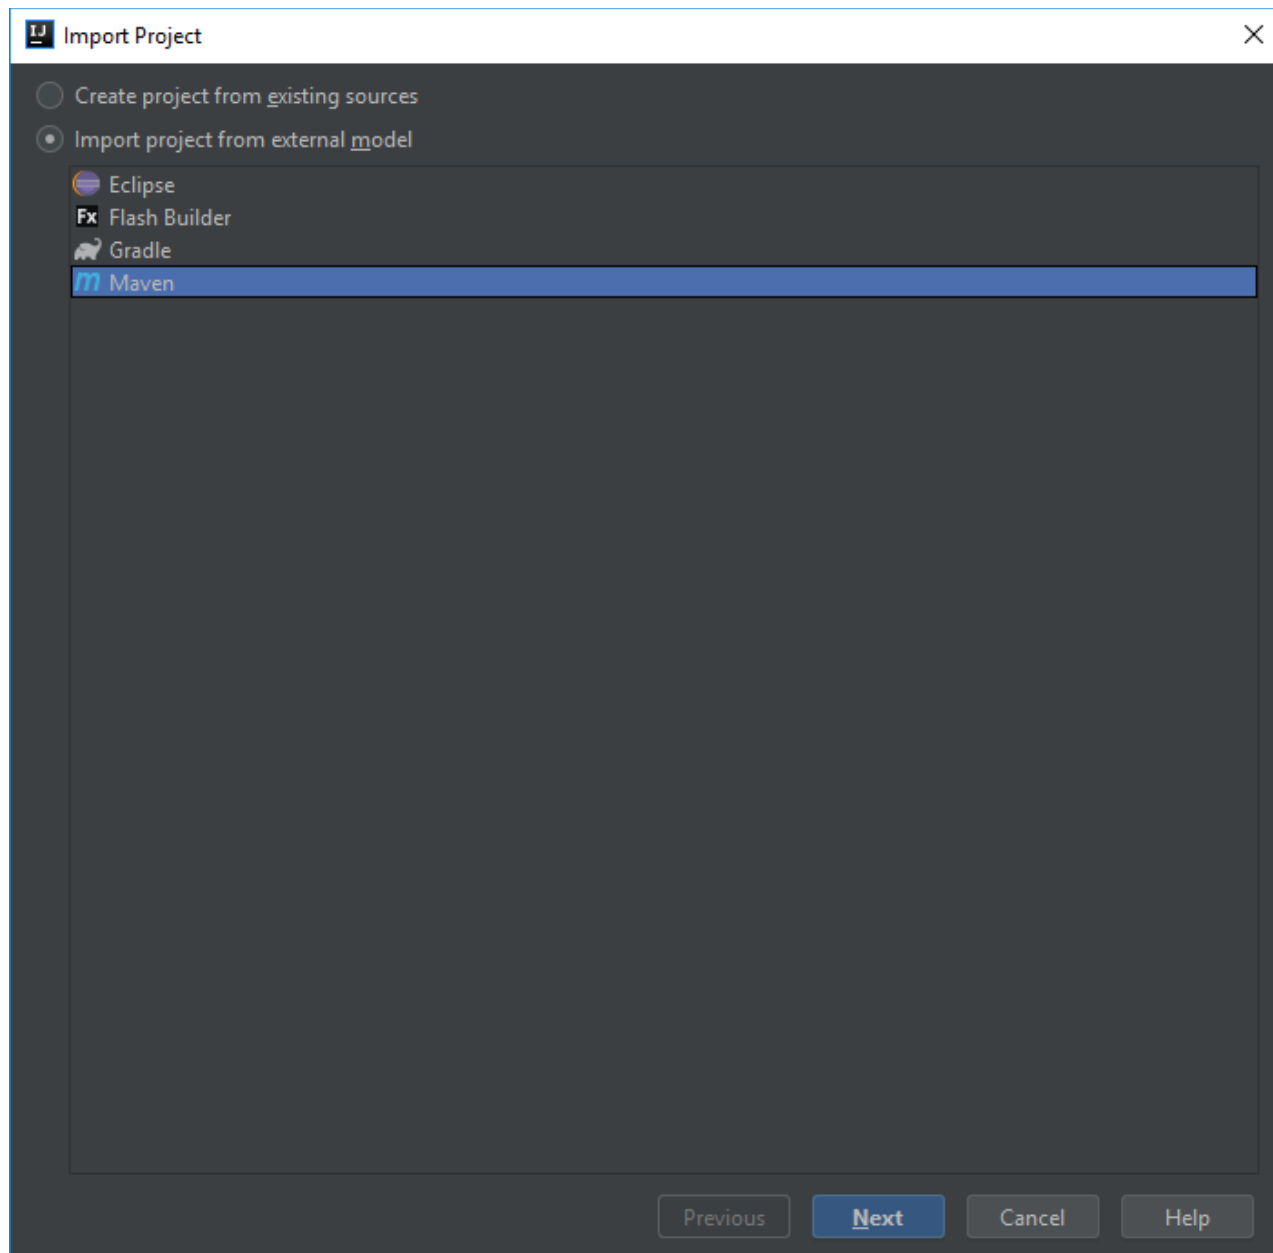 IJ Import Project
Create project from existing sources
Import project from external model
Eclipse
Fx Flash Builder
Gradle
m Maven
Previous Next Cancel Help